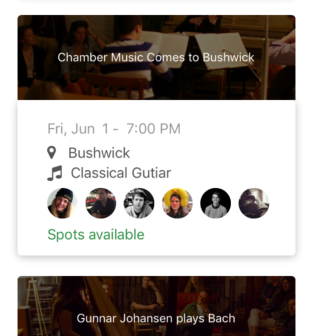 Chamber Music Comes to Bushwick
Fri, Jun 1 - 7:00 PM
Bushwick
Classical Gutiar
Spots available
Gunnar Johansen plays Bach